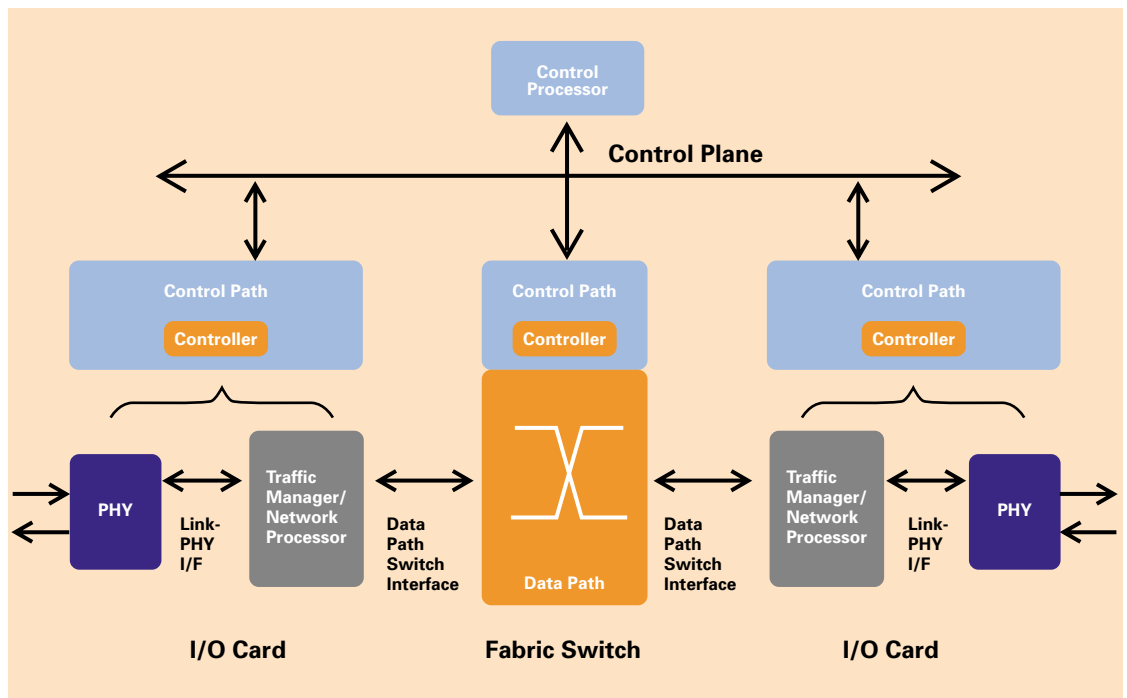 Control
Processor
Control Plane
Control Path
Controller
Control Path
Controller
Control Path
Controller
PHY
Link-
PHY
I/F
Traffic
Manager/
Network
Processor
Data
Path
Switch
Interface
Data Path
Data
Path
Switch
Interface
Traffic
Manager/
Network
Processor
Link-
PHY
I/F
PHY
I/O Card
Fabric Switch
I/O Card